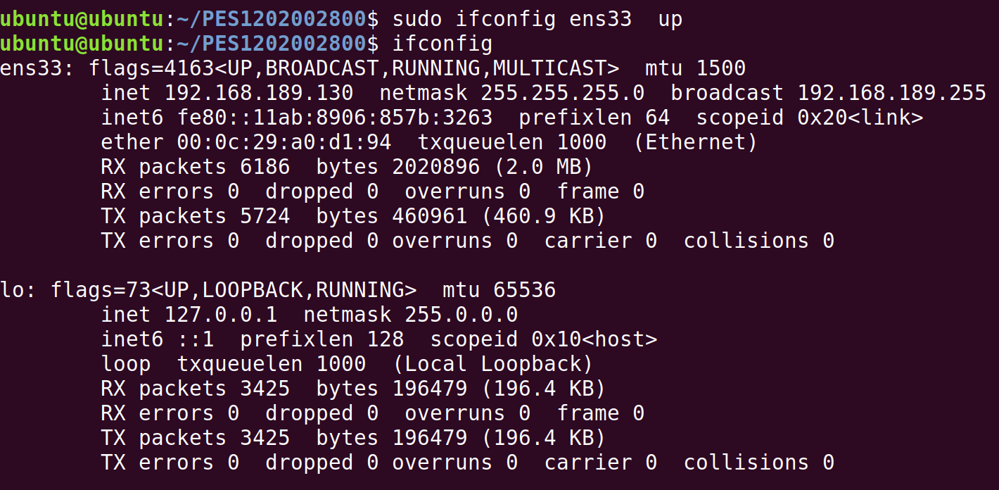 ubuntu@ubuntu:~/PES1202002800$ sudo ifconfig ens33  up
ubuntu@ubuntu:~/PES1202002800$ ifconfig
ens33: flags=4163<UP,BROADCAST,RUNNING,MULTICAST>  mtu 1500
        inet 192.168.189.130  netmask 255.255.255.0  broadcast 192.168.189.255
        inet6 fe80::11ab:8906:857b:3263  prefixlen 64  scopeid 0x20<link>
        ether 00:0c:29:a0:d1:94  txqueuelen 1000  (Ethernet)
        RX packets 6186  bytes 2020896 (2.0 MB)
        RX errors 0  dropped 0  overruns 0  frame 0
        TX packets 5724  bytes 460961 (460.9 KB)
        TX errors 0  dropped 0 overruns 0  carrier 0  collisions 0

lo: flags=73<UP,LOOPBACK,RUNNING>  mtu 65536
        inet 127.0.0.1  netmask 255.0.0.0
        inet6 ::1  prefixlen 128  scopeid 0x10<host>
        loop  txqueuelen 1000  (Local Loopback)
        RX packets 3425  bytes 196479 (196.4 KB)
        RX errors 0  dropped 0  overruns 0  frame 0
        TX packets 3425  bytes 196479 (196.4 KB)
        TX errors 0  dropped 0 overruns 0  carrier 0  collisions 0